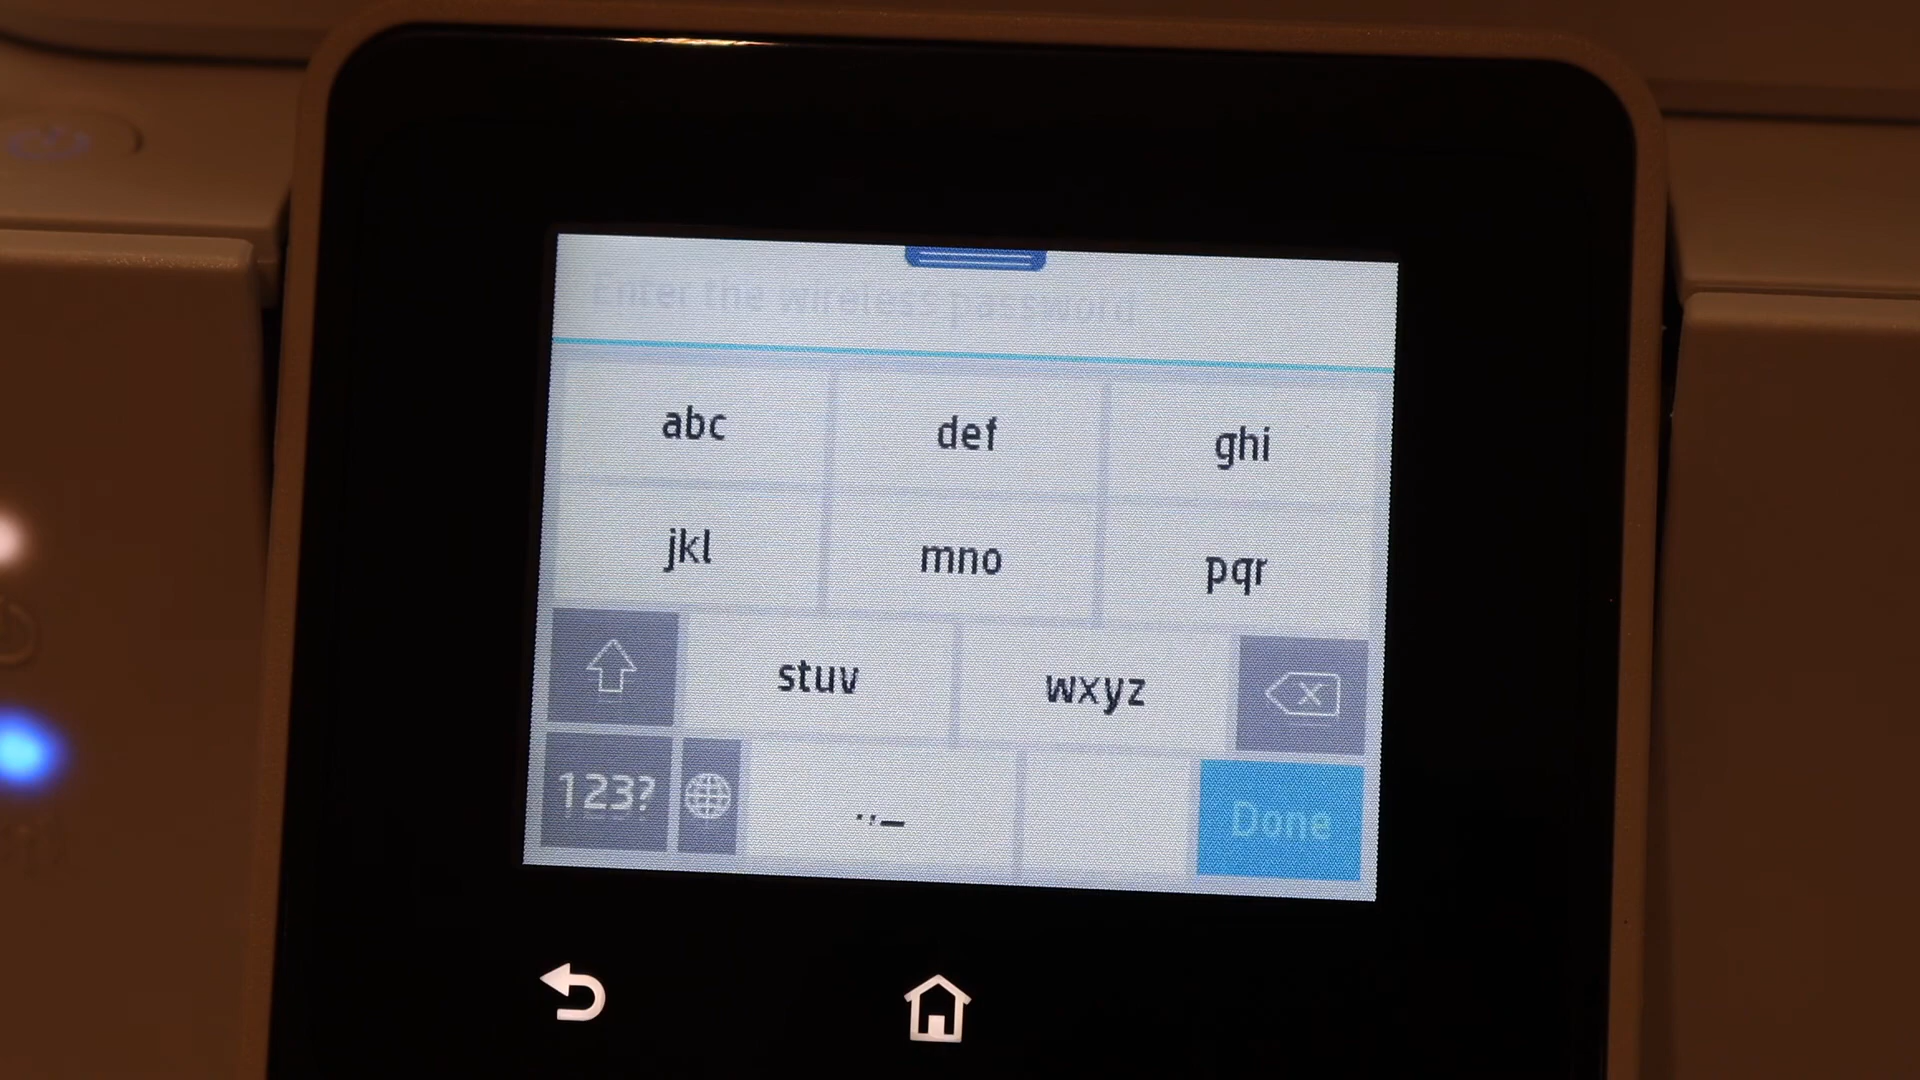 Enter the wireless password
abc def ghi
jkl mno pqr
stuv wxyz
123? .,_ Done